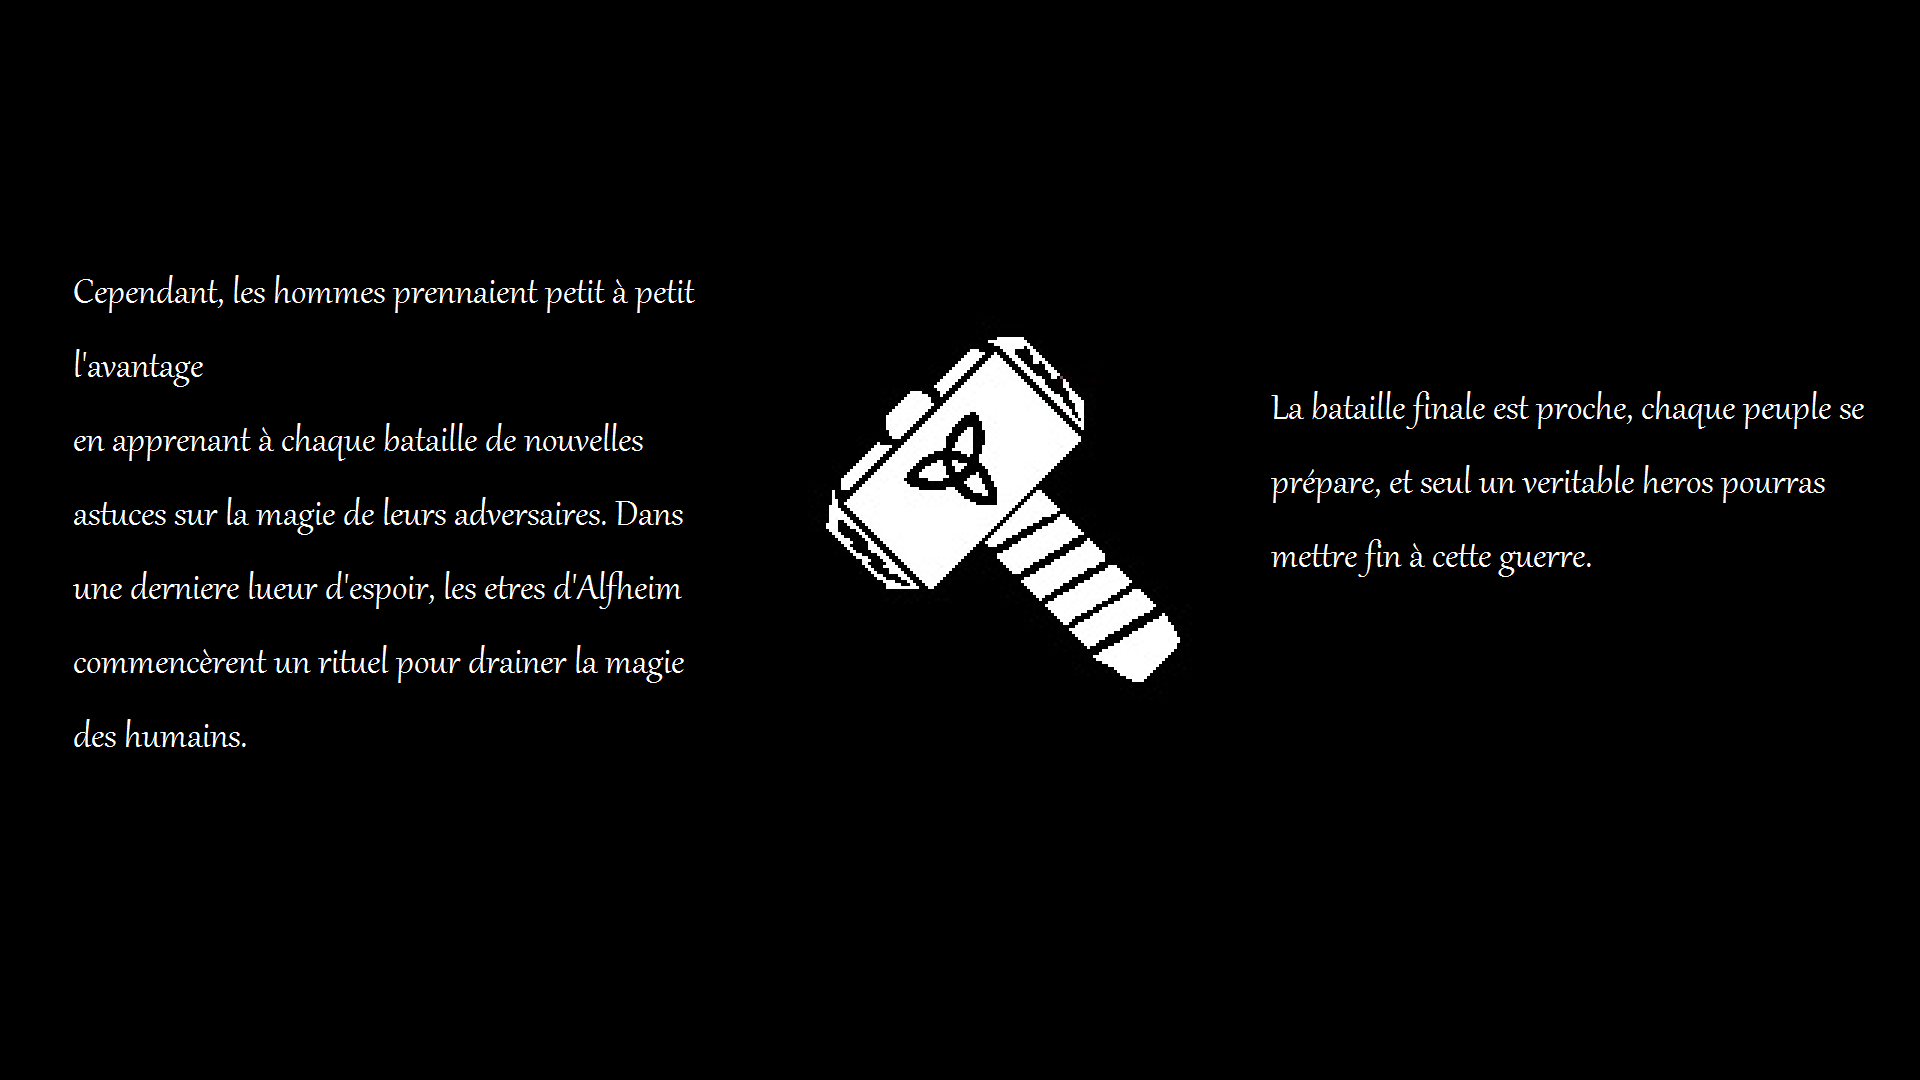 Cependant, les hommes prennaient petit à petit
l'avantage
en apprenant à chaque bataille de nouvelles
astuces sur la magie de leurs adversaires. Dans
une derniere lueur d'espoir, les etres d'Alfheim
commencèrent un rituel pour drainer la magie
des humains.
La bataille finale est proche, chaque peuple se
prépare, et seul un veritable heros pourras
mettre fin à cette guerre.